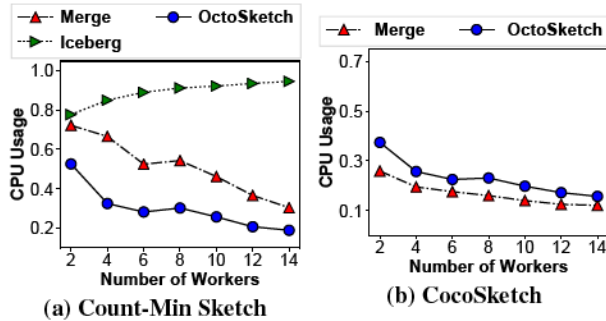 Merge OctoSketch
Iceberg
1.0
0.8
0.6
0.4
0.2
CPU Usage
2 4 6 8 10 12 14
Number of Workers
(a) Count-Min Sketch
Merge OctoSketch
0.7
0.5
0.3
0.1
CPU Usage
2 4 6 8 10 12 14
Number of Workers
(b) CocoSketch